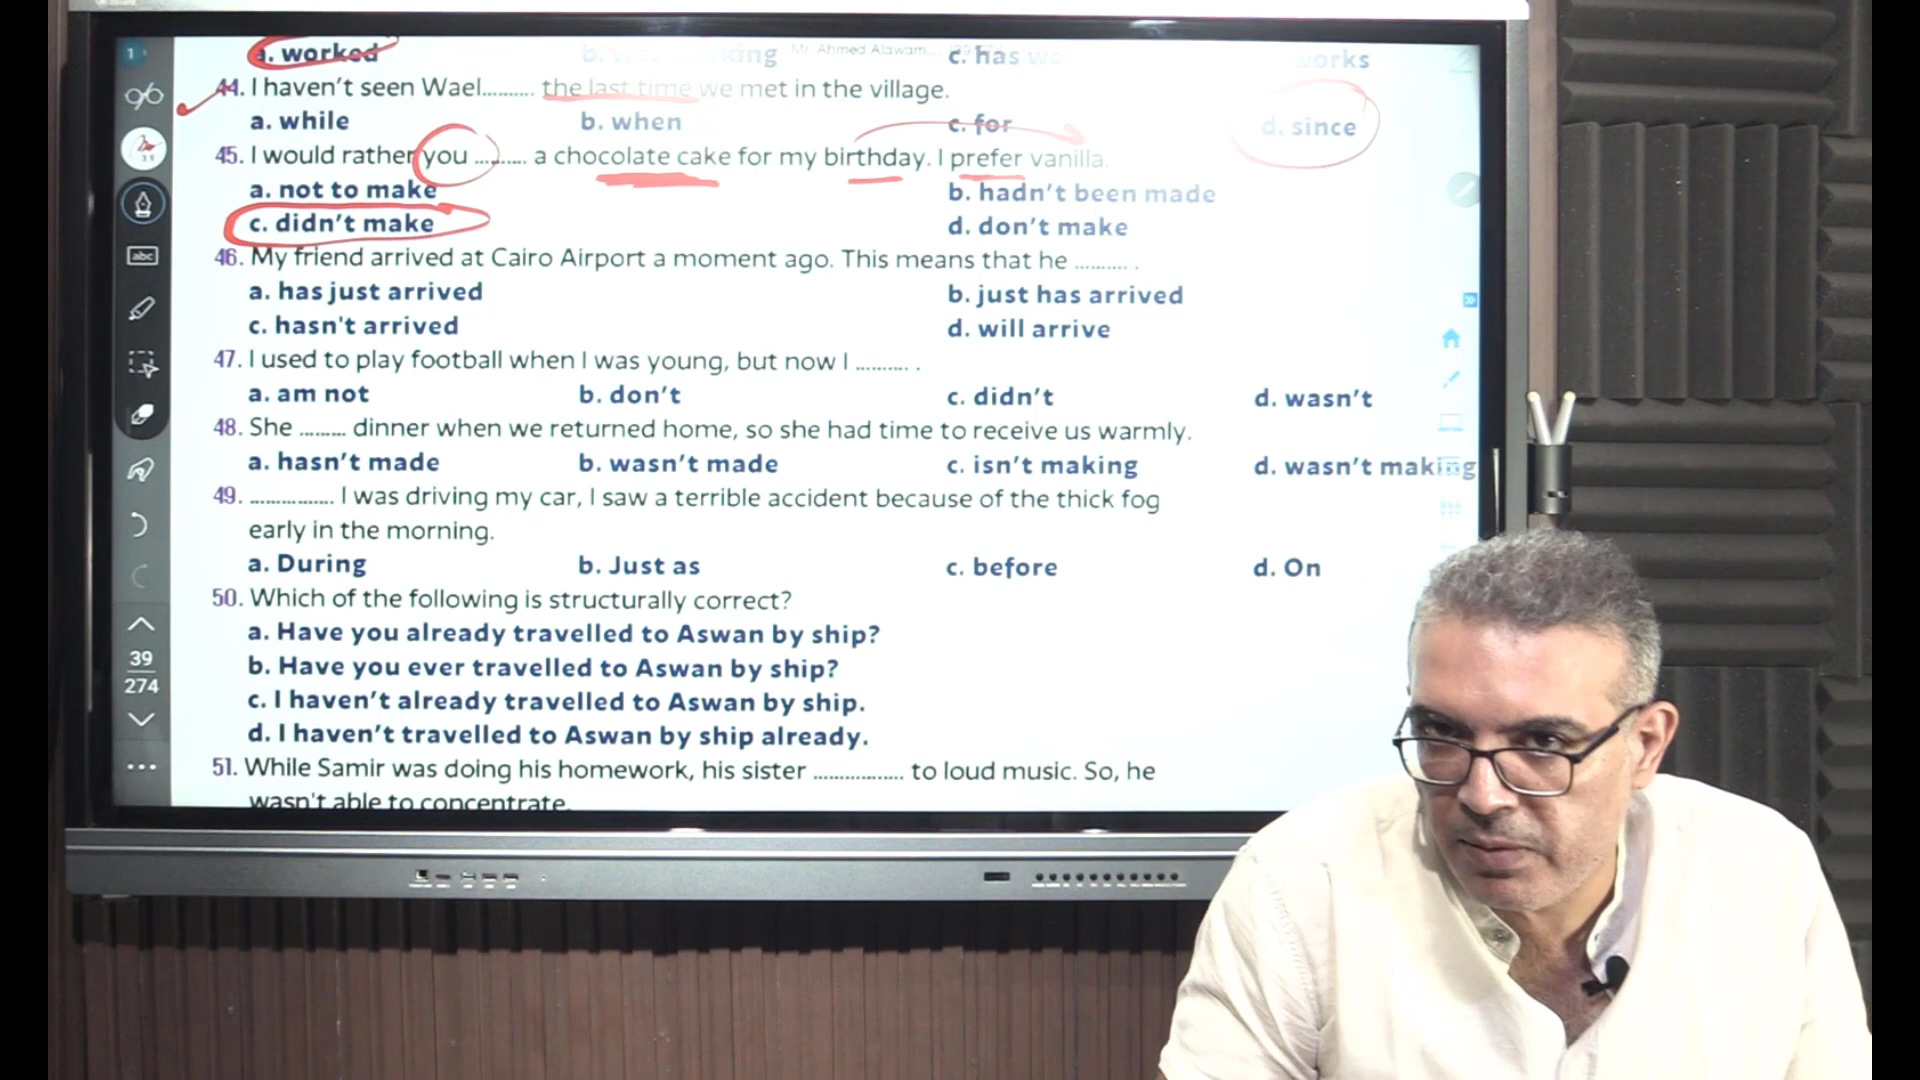 a. worked c. has works
Mr. Ahmed Alawam
44. I haven't seen Wael.......... the last time we met in the village.
a. while b. when c. for d. since
45. I would rather you .......... a chocolate cake for my birthday. I prefer vanilla.
a. not to make b. hadn't been made
c. didn't make d. don't make
46. My friend arrived at Cairo Airport a moment ago. This means that he .......... .
a. has just arrived b. just has arrived
c. hasn't arrived d. will arrive
47. I used to play football when I was young, but now I .......... .
a. am not b. don't c. didn't d. wasn't
48. She ......... dinner when we returned home, so she had time to receive us warmly.
a. hasn't made b. wasn't made c. isn't making d. wasn't making
49. ................ I was driving my car, I saw a terrible accident because of the thick fog
early in the morning.
a. During b. Just as c. before d. On
50. Which of the following is structurally correct?
a. Have you already travelled to Aswan by ship?
b. Have you ever travelled to Aswan by ship?
c. I haven't already travelled to Aswan by ship.
d. I haven't travelled to Aswan by ship already.
51. While Samir was doing his homework, his sister ................. to loud music. So, he
wasn't able to concentrate.
1
abc
39
274